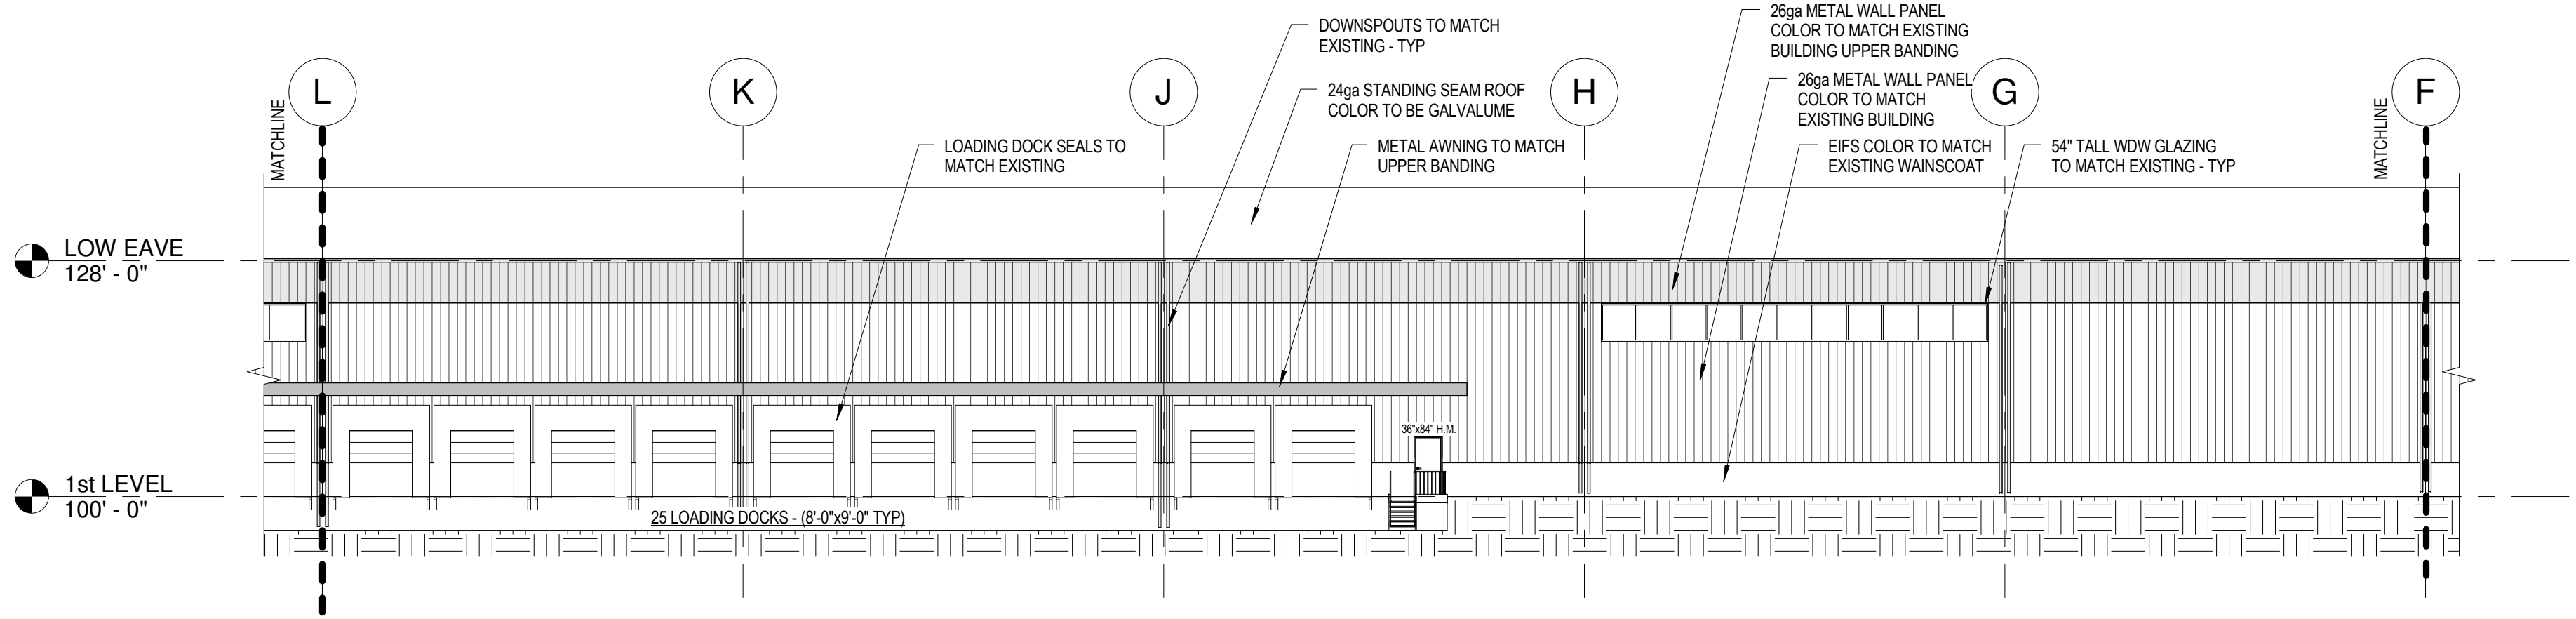 26ga METAL WALL PANEL
COLOR TO MATCH EXISTING
BUILDING UPPER BANDING
DOWNSPOUTS TO MATCH
EXISTING - TYP
26ga METAL WALL PANEL
COLOR TO MATCH
EXISTING BUILDING
24ga STANDING SEAM ROOF
COLOR TO BE GALVALUME
L
K
J
H
G
F
MATCHLINE
MATCHLINE
LOADING DOCK SEALS TO
MATCH EXISTING
METAL AWNING TO MATCH
UPPER BANDING
EIFS COLOR TO MATCH
EXISTING WAINSCOAT
54" TALL WDW GLAZING
TO MATCH EXISTING - TYP
LOW EAVE
128' - 0"
36"x84" H.M.
1st LEVEL
100' - 0"
25 LOADING DOCKS - (8'-0"x9'-0" TYP)